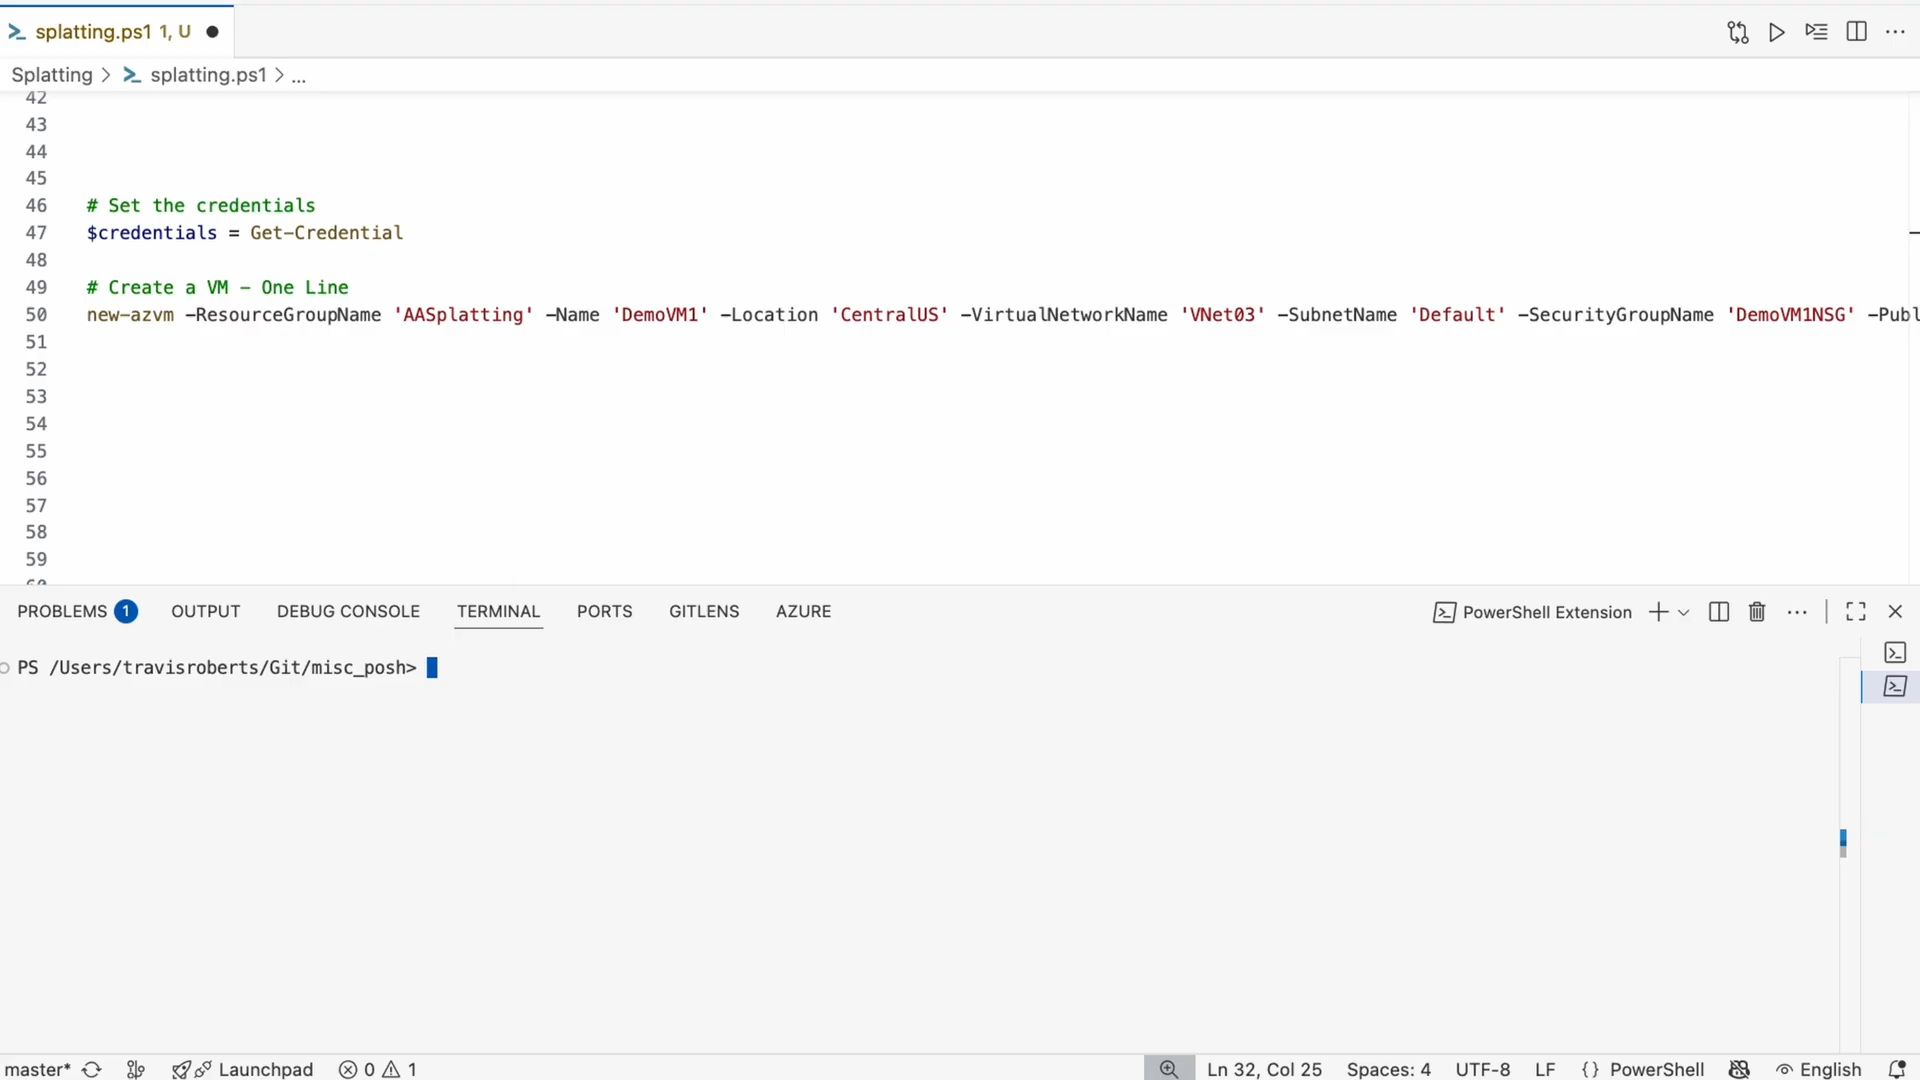 splatting.ps1 1, U
Splatting > splatting.ps1 > ...
42
43
44
45
46 # Set the credentials
47 $credentials = Get-Credential
48
49 # Create a VM - One Line
50 new-azvm -ResourceGroupName 'AASplatting' -Name 'DemoVM1' -Location 'CentralUS' -VirtualNetworkName 'VNet03' -SubnetName 'Default' -SecurityGroupName 'DemoVM1NSG' -Publ
51
52
53
54
55
56
57
58
59
60
PROBLEMS 1 OUTPUT DEBUG CONSOLE TERMINAL PORTS GITLENS AZURE PowerShell Extension
PS /Users/travisroberts/Git/misc_posh>
master* Launchpad 0 1 Ln 32, Col 25 Spaces: 4 UTF-8 LF {} PowerShell English